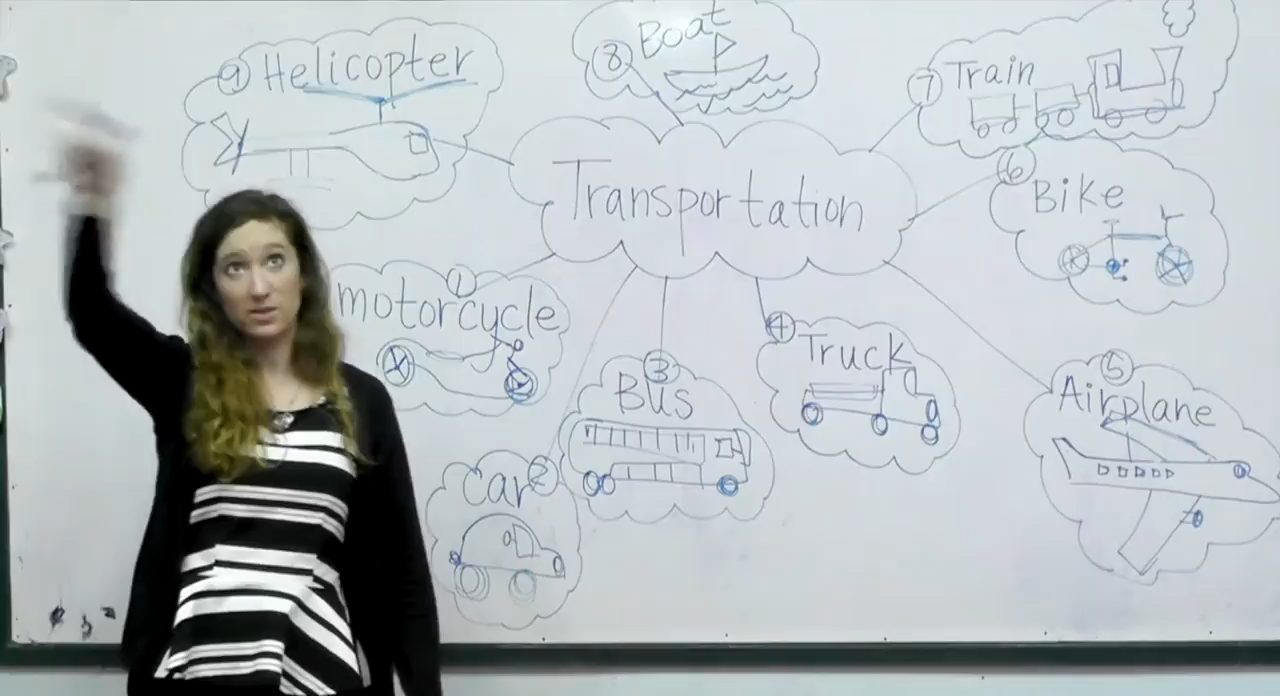 ⑨ Helicopter
⑧ Boat
⑦ Train
Transportation
⑥ Bike
① motorcycle
③ Bus
④ Truck
⑤ Airplane
Car ②